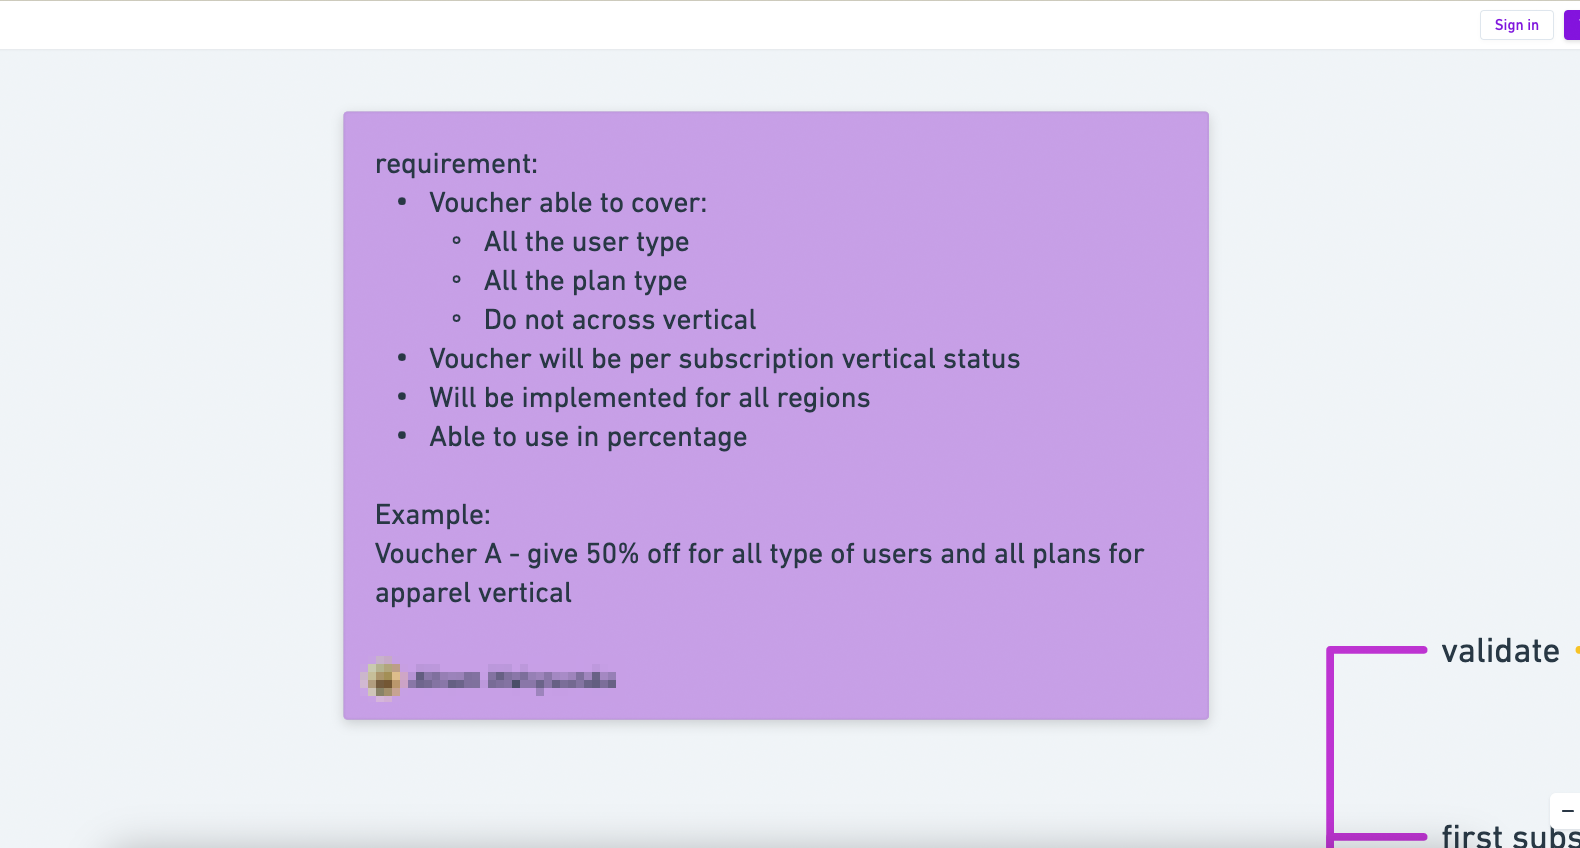 Sign in
requirement:
• Voucher able to cover:
◦ All the user type
◦ All the plan type
◦ Do not across vertical
• Voucher will be per subscription vertical status
• Will be implemented for all regions
• Able to use in percentage
Example:
Voucher A - give 50% off for all type of users and all plans for
apparel vertical
validate
first subs